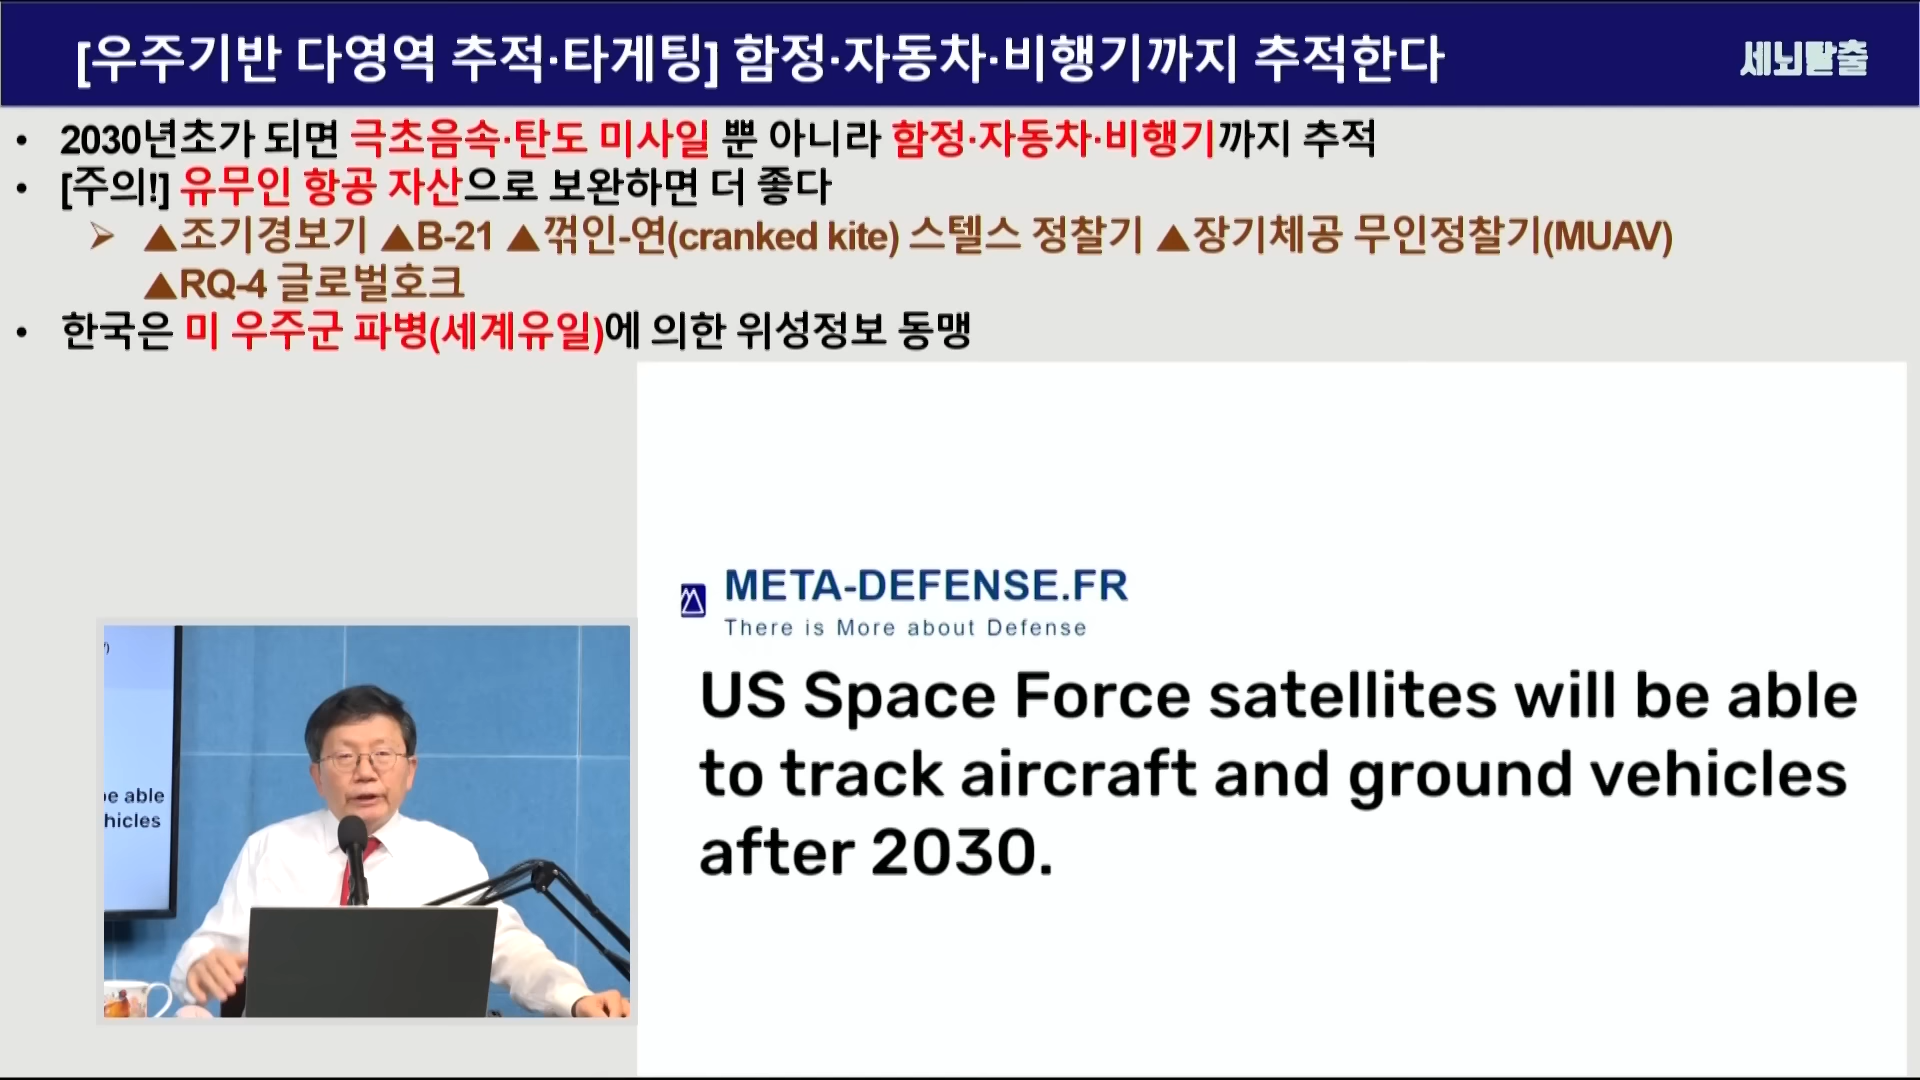 [우주기반 다영역 추적·타게팅] 함정·자동차·비행기까지 추적한다
세뇌탈출
• 2030년초가 되면 극초음속·탄도 미사일 뿐 아니라 함정·자동차·비행기까지 추적
• [주의!] 유무인 항공 자산으로 보완하면 더 좋다
➢ ▲조기경보기 ▲B-21 ▲꺾인-연(cranked kite) 스텔스 정찰기 ▲장기체공 무인정찰기(MUAV)
▲RQ-4 글로벌호크
• 한국은 미 우주군 파병(세계유일)에 의한 위성정보 동맹
META-DEFENSE.FR
There is More about Defense
US Space Force satellites will be able
to track aircraft and ground vehicles
after 2030.
be able
hicles